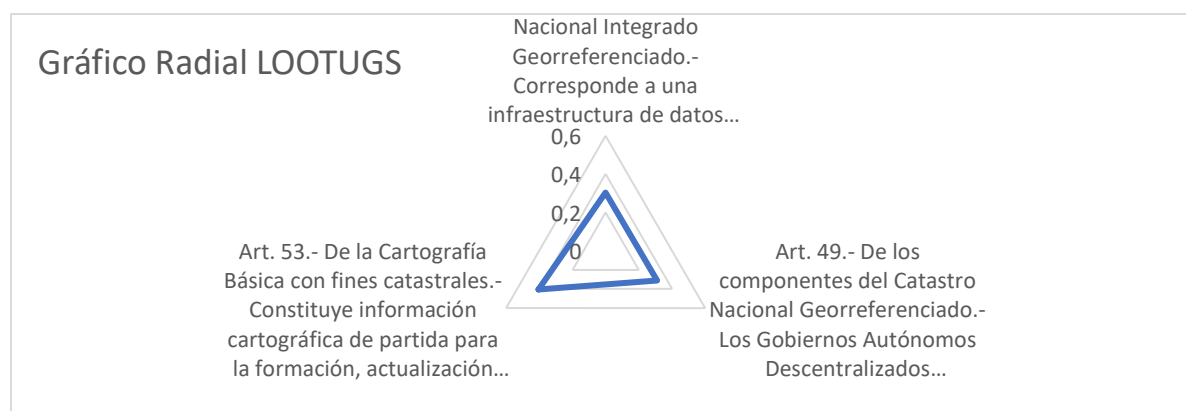 Gráfico Radial LOOTUGS
Nacional Integrado
Georreferenciado.-
Corresponde a una
infraestructura de datos…
0,6
0,4
0,2
0
Art. 49.- De los
componentes del Catastro
Nacional Georreferenciado.-
Los Gobiernos Autónomos
Descentralizados…
Art. 53.- De la Cartografía
Básica con fines catastrales.-
Constituye información
cartográfica de partida para
la formación, actualización…